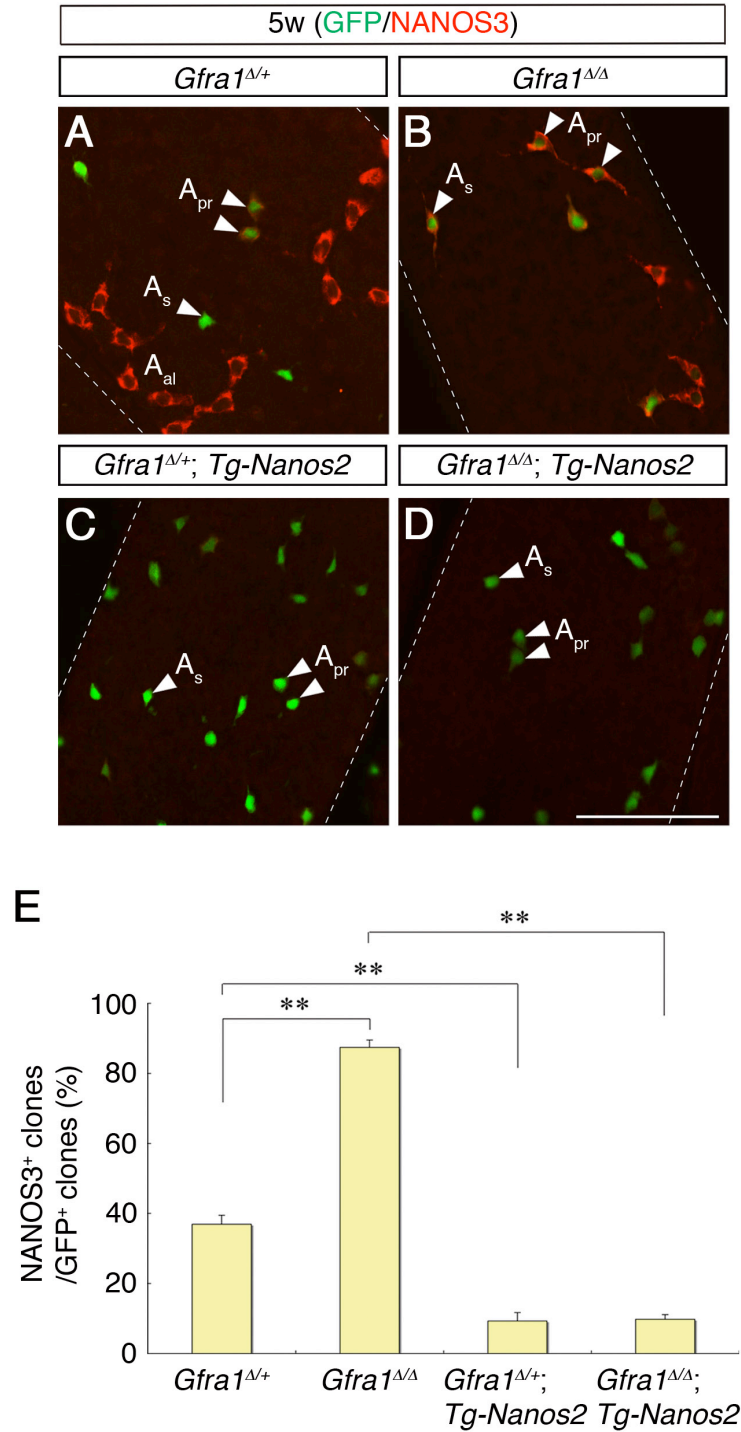 5w (GFP/NANOS3)
Gfra1Δ/+
Gfra1Δ/Δ
A
Apr
As
Aal
B
Apr
As
Gfra1Δ/+; Tg-Nanos2
Gfra1Δ/Δ; Tg-Nanos2
C
As
Apr
D
As
Apr
E
**
**
**
100
80
60
40
20
0
NANOS3+ clones
/GFP+ clones (%)
Gfra1Δ/+
Gfra1Δ/Δ
Gfra1Δ/+;
Tg-Nanos2
Gfra1Δ/Δ;
Tg-Nanos2